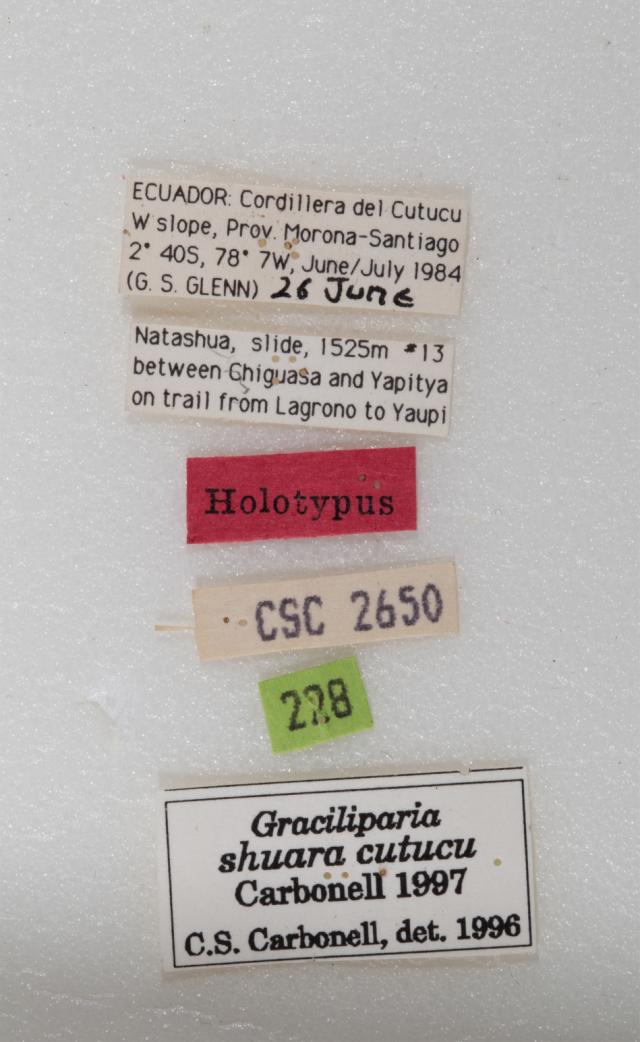 ECUADOR: Cordillera del Cutucu
W slope, Prov. Morona-Santiago
2° 40S, 78° 7W, June/July 1984
(G. S. GLENN) 26 June
Natashua, slide, 1525m #13
between Chiguasa and Yapitya
on trail from Lagrono to Yaupi
Holotypus
CSC 2650
228
Graciliparia
shuara cutucu
Carbonell 1997
C.S. Carbonell, det. 1996